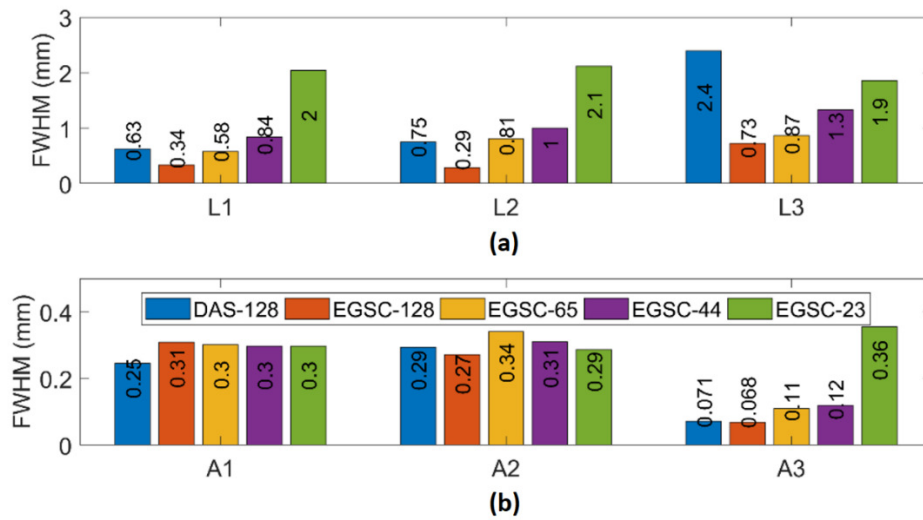 3
2
1
0
FWHM (mm)
0.63 0.34 0.58 0.84 2
0.75 0.29 0.81 1 2.1
2.4 0.73 0.87 1.3 1.9
L1 L2 L3
(a)
0.4
0.2
0
FWHM (mm)
DAS-128 EGSC-128 EGSC-65 EGSC-44 EGSC-23
0.25 0.31 0.3 0.3 0.3
0.29 0.27 0.34 0.31 0.29
0.071 0.068 0.11 0.12 0.36
A1 A2 A3
(b)